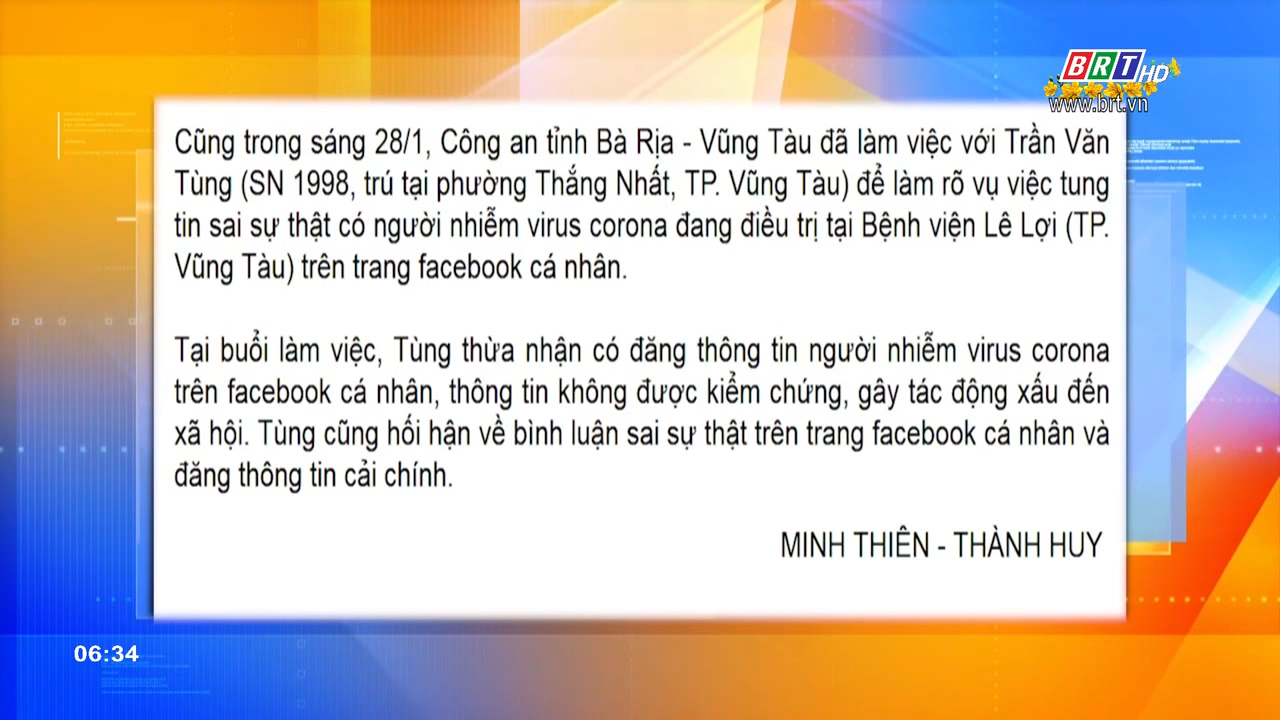 BRT HD
www.brt.vn
Cũng trong sáng 28/1, Công an tỉnh Bà Rịa - Vũng Tàu đã làm việc với Trần Văn
Tùng (SN 1998, trú tại phường Thắng Nhất, TP. Vũng Tàu) để làm rõ vụ việc tung
tin sai sự thật có người nhiễm virus corona đang điều trị tại Bệnh viện Lê Lợi (TP.
Vũng Tàu) trên trang facebook cá nhân.
Tại buổi làm việc, Tùng thừa nhận có đăng thông tin người nhiễm virus corona
trên facebook cá nhân, thông tin không được kiểm chứng, gây tác động xấu đến
xã hội. Tùng cũng hối hận về bình luận sai sự thật trên trang facebook cá nhân và
đăng thông tin cải chính.
MINH THIÊN - THÀNH HUY
06:34